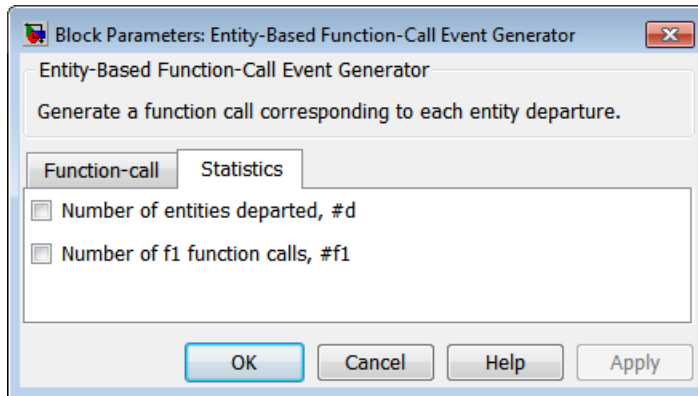 Block Parameters: Entity-Based Function-Call Event Generator
Entity-Based Function-Call Event Generator
Generate a function call corresponding to each entity departure.
Function-call Statistics
Number of entities departed, #d
Number of f1 function calls, #f1
OK Cancel Help Apply